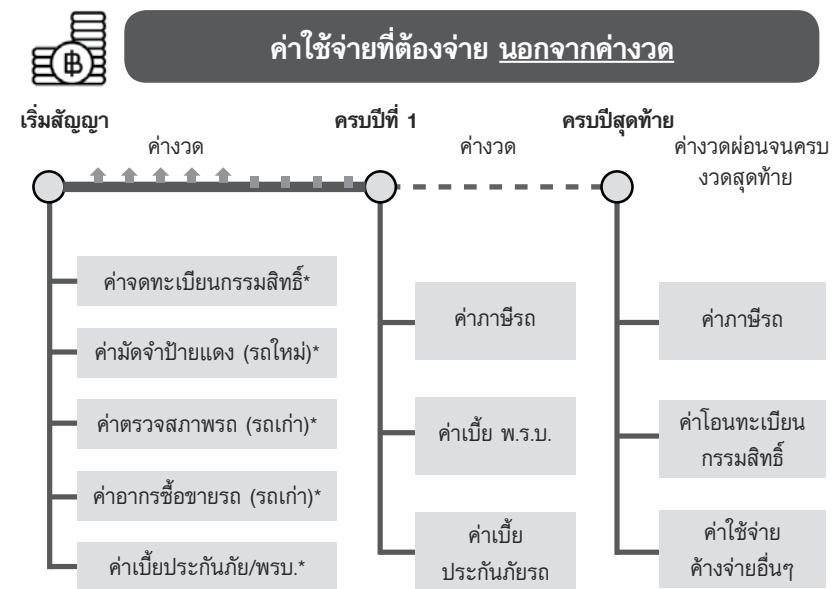 ค่าใช้จ่ายที่ต้องจ่าย นอกจากค่างวด
เริ่มสัญญา
ครบปีที่ 1
ครบปีสุดท้าย
ค่างวด
ค่างวด
ค่างวดผ่อนจนครบ
งวดสุดท้าย
ค่าจดทะเบียนกรรมสิทธิ์*
ค่ามัดจำป้ายแดง (รถใหม่)*
ค่าตรวจสภาพรถ (รถเก่า)*
ค่าอากรซื้อขายรถ (รถเก่า)*
ค่าเบี้ยประกันภัย/พรบ.*
ค่าภาษีรถ
ค่าเบี้ย พ.ร.บ.
ค่าเบี้ย
ประกันภัยรถ
ค่าภาษีรถ
ค่าโอนทะเบียน
กรรมสิทธิ์
ค่าใช้จ่าย
ค้างจ่ายอื่นๆ